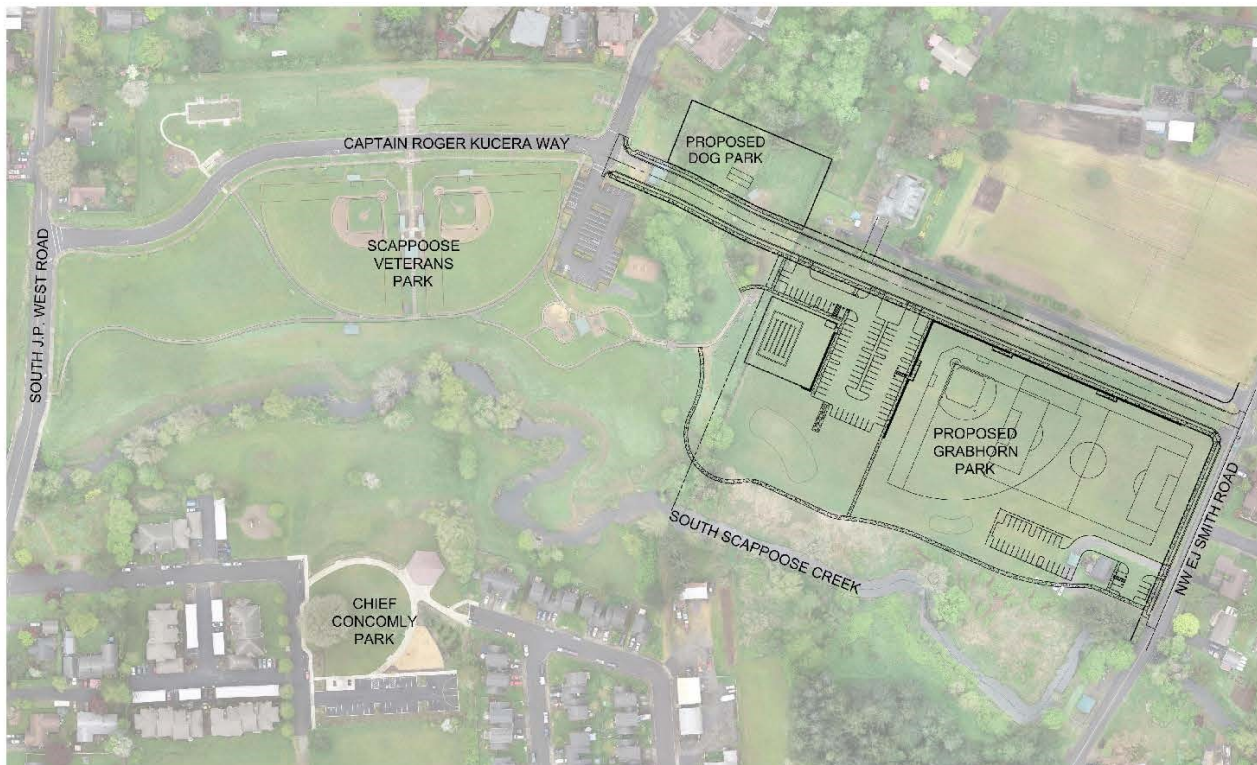 CAPTAIN ROGER KUCERA WAY
PROPOSED
DOG PARK
SOUTH J.P. WEST ROAD
SCAPPOOSE
VETERANS
PARK
PROPOSED
GRABHORN
PARK
NW EJ SMITH ROAD
SOUTH SCAPPOOSE CREEK
CHIEF
CONCOMLY
PARK